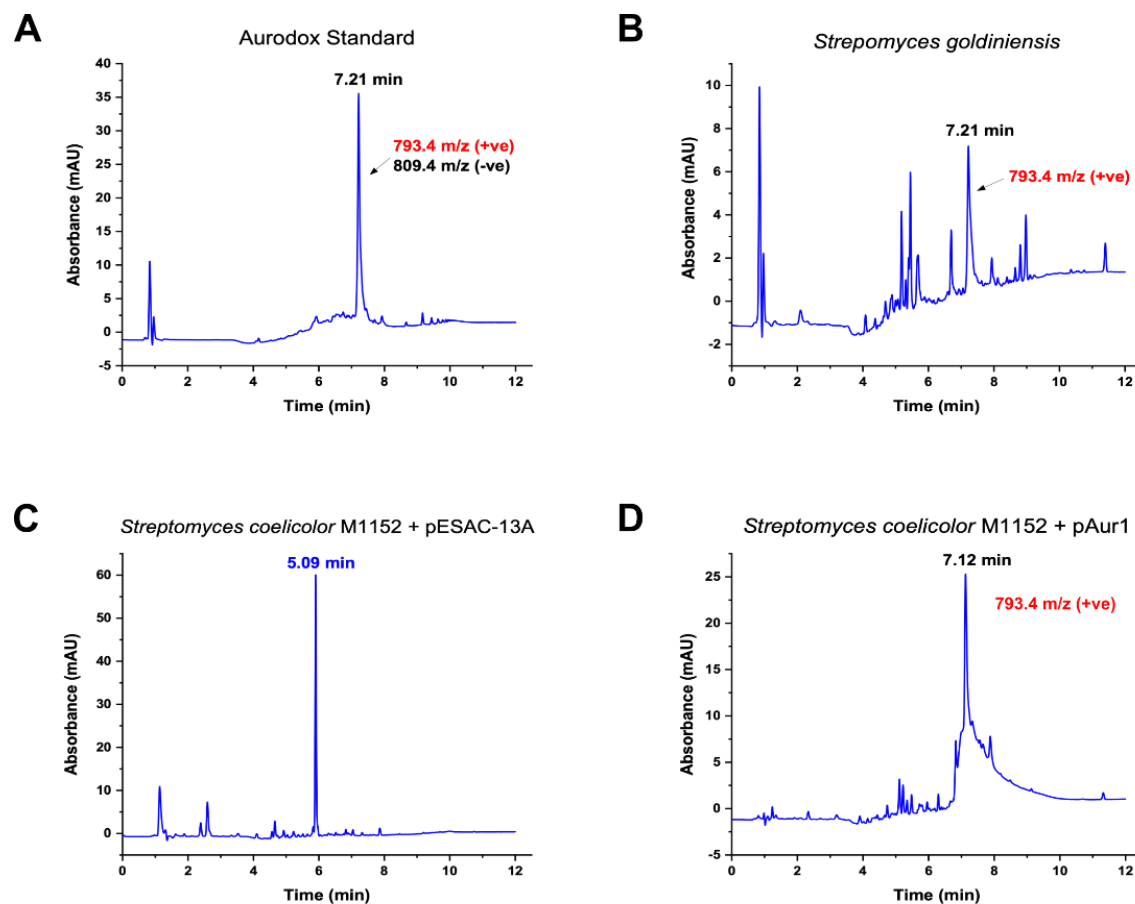 A
Aurodox Standard
40
35
30
25
20
15
10
5
0
-5
Absorbance (mAU)
7.21 min
793.4 m/z (+ve)
809.4 m/z (-ve)
0 2 4 6 8 10 12
Time (min)
B
Strepomyces goldiniensis
10
8
6
4
2
0
-2
Absorbance (mAU)
7.21 min
793.4 m/z (+ve)
0 2 4 6 8 10 12
Time (min)
C
Streptomyces coelicolor M1152 + pESAC-13A
60
50
40
30
20
10
0
Absorbance (mAU)
5.09 min
0 2 4 6 8 10 12
Time (min)
D
Streptomyces coelicolor M1152 + pAur1
25
20
15
10
5
0
-5
Absorbance (mAU)
7.12 min
793.4 m/z (+ve)
0 2 4 6 8 10 12
Time (min)